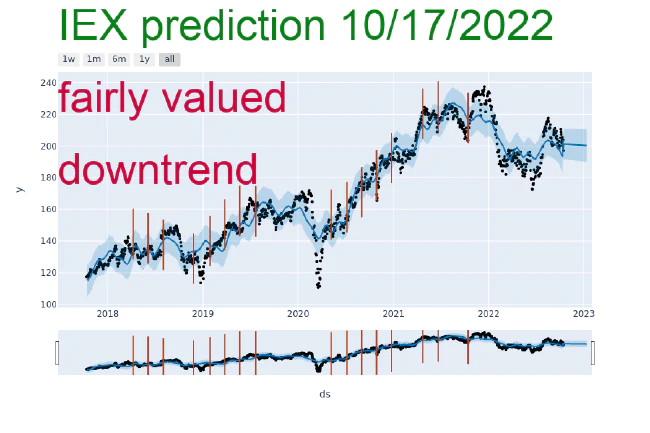 IEX prediction 10/17/2022
1w 1m 6m 1y all
fairly valued
downtrend
240
220
200
180
160
140
120
100
y
2018 2019 2020 2021 2022 2023
ds